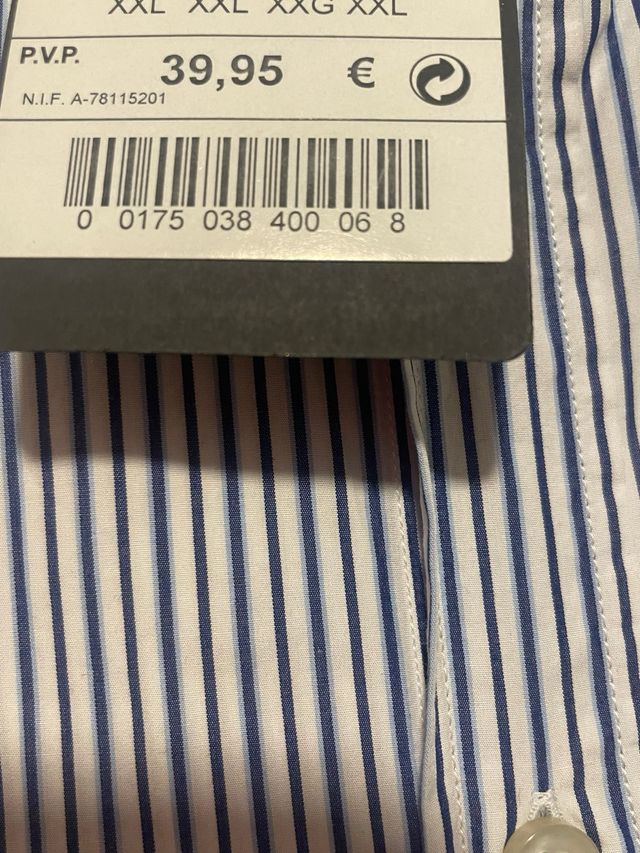 XXL XXL XXG XXL
P.V.P. 39,95 €
N.I.F. A-78115201
0 0175 038 400 06 8